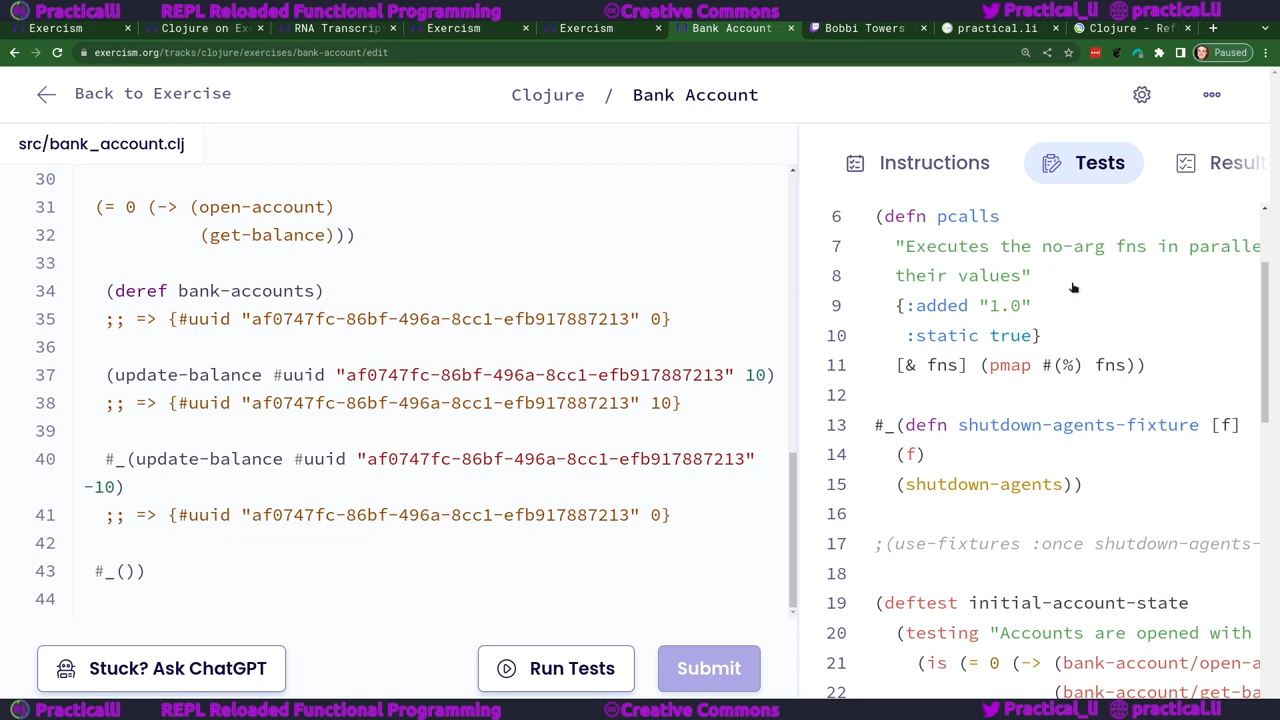 Practicalli REPL Reloaded Functional Programming ©Creative Commons Practical_li practical.li
Exercism Clojure on Ex RNA Transcrip Exercism Exercism Bank Account Bobbi Towers practical.li Clojure - Ref
exercism.org/tracks/clojure/exercises/bank-account/edit Paused
Back to Exercise Clojure / Bank Account
src/bank_account.clj
30
31 (= 0 (-> (open-account)
32 (get-balance)))
33
34 (deref bank-accounts)
35 ;; => {#uuid "af0747fc-86bf-496a-8cc1-efb917887213" 0}
36
37 (update-balance #uuid "af0747fc-86bf-496a-8cc1-efb917887213" 10)
38 ;; => {#uuid "af0747fc-86bf-496a-8cc1-efb917887213" 10}
39
40 #_(update-balance #uuid "af0747fc-86bf-496a-8cc1-efb917887213"
-10)
41 ;; => {#uuid "af0747fc-86bf-496a-8cc1-efb917887213" 0}
42
43 #_())
44
Stuck? Ask ChatGPT Run Tests Submit
Instructions Tests Result
6 (defn pcalls
7 "Executes the no-arg fns in paralle
8 their values"
9 {:added "1.0"
10 :static true}
11 [& fns] (pmap #(%) fns))
12
13 #_(defn shutdown-agents-fixture [f]
14 (f)
15 (shutdown-agents))
16
17 ;(use-fixtures :once shutdown-agents-
18
19 (deftest initial-account-state
20 (testing "Accounts are opened with
21 (is (= 0 (-> (bank-account/open-a
22 (bank-account/get-ba
Practicalli REPL Reloaded Functional Programming ©Creative Commons Practical_li practical.li